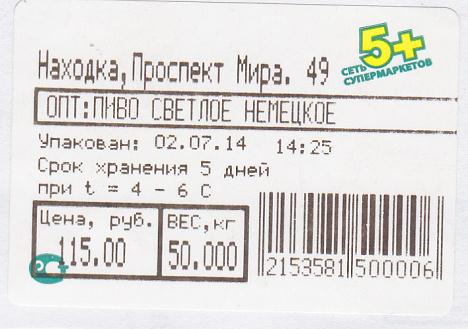 5+
СЕТЬ
СУПЕРМАРКЕТОВ
Находка,Проспект Мира. 49
ОПТ:ПИВО СВЕТЛОЕ НЕМЕЦКОЕ
Упакован: 02.07.14 14:25
Срок хранения 5 дней
при t = 4 - 6 С
Цена, руб. ВЕС,кг
115.00 50.000
2153581 500006